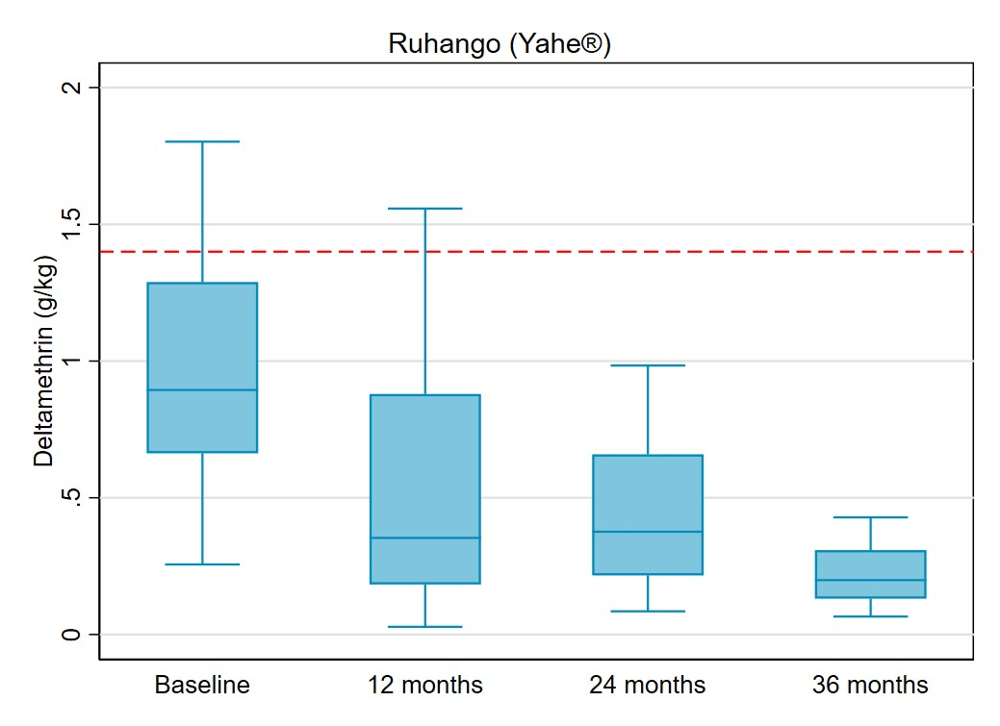 Ruhango (Yahe®)
Deltamethrin (g/kg)
2
1.5
1
.5
0
Baseline
12 months
24 months
36 months